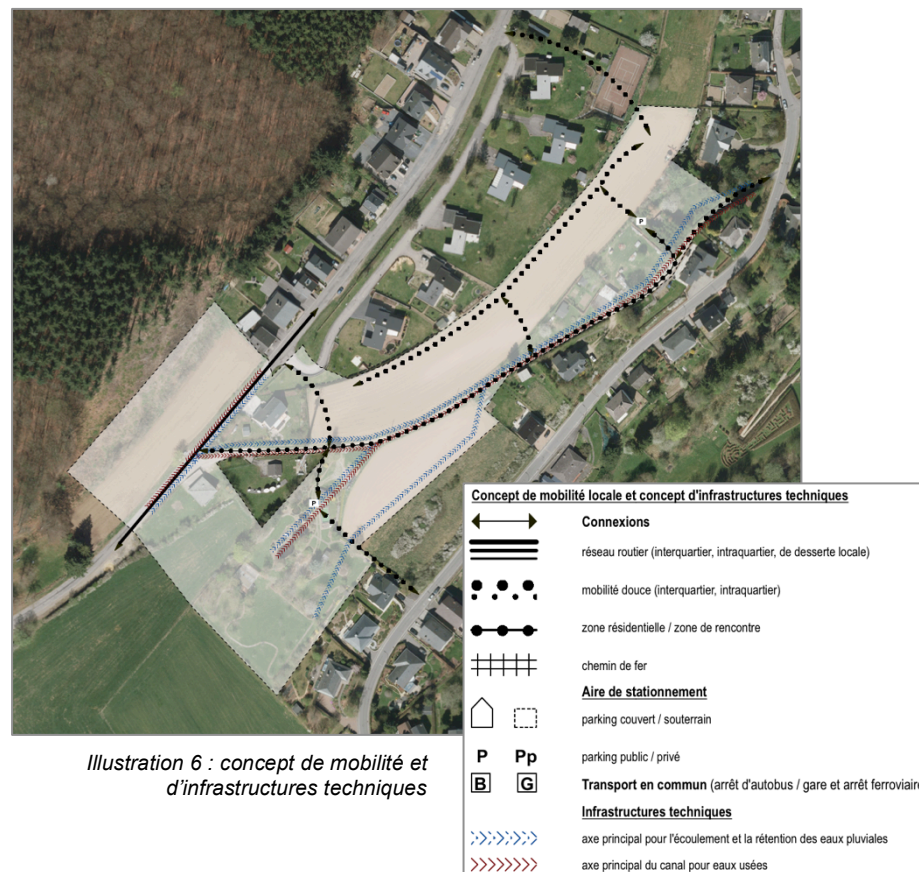 P
P
Concept de mobilité locale et concept d'infrastructures techniques
Connexions
réseau routier (interquartier, intraquartier, de desserte locale)
mobilité douce (interquartier, intraquartier)
zone résidentielle / zone de rencontre
chemin de fer
Aire de stationnement
parking couvert / souterrain
P Pp parking public / privé
B G Transport en commun (arrêt d'autobus / gare et arrêt ferroviaire
Infrastructures techniques
axe principal pour l'écoulement et la rétention des eaux pluviales
axe principal du canal pour eaux usées
Illustration 6 : concept de mobilité et
d'infrastructures techniques